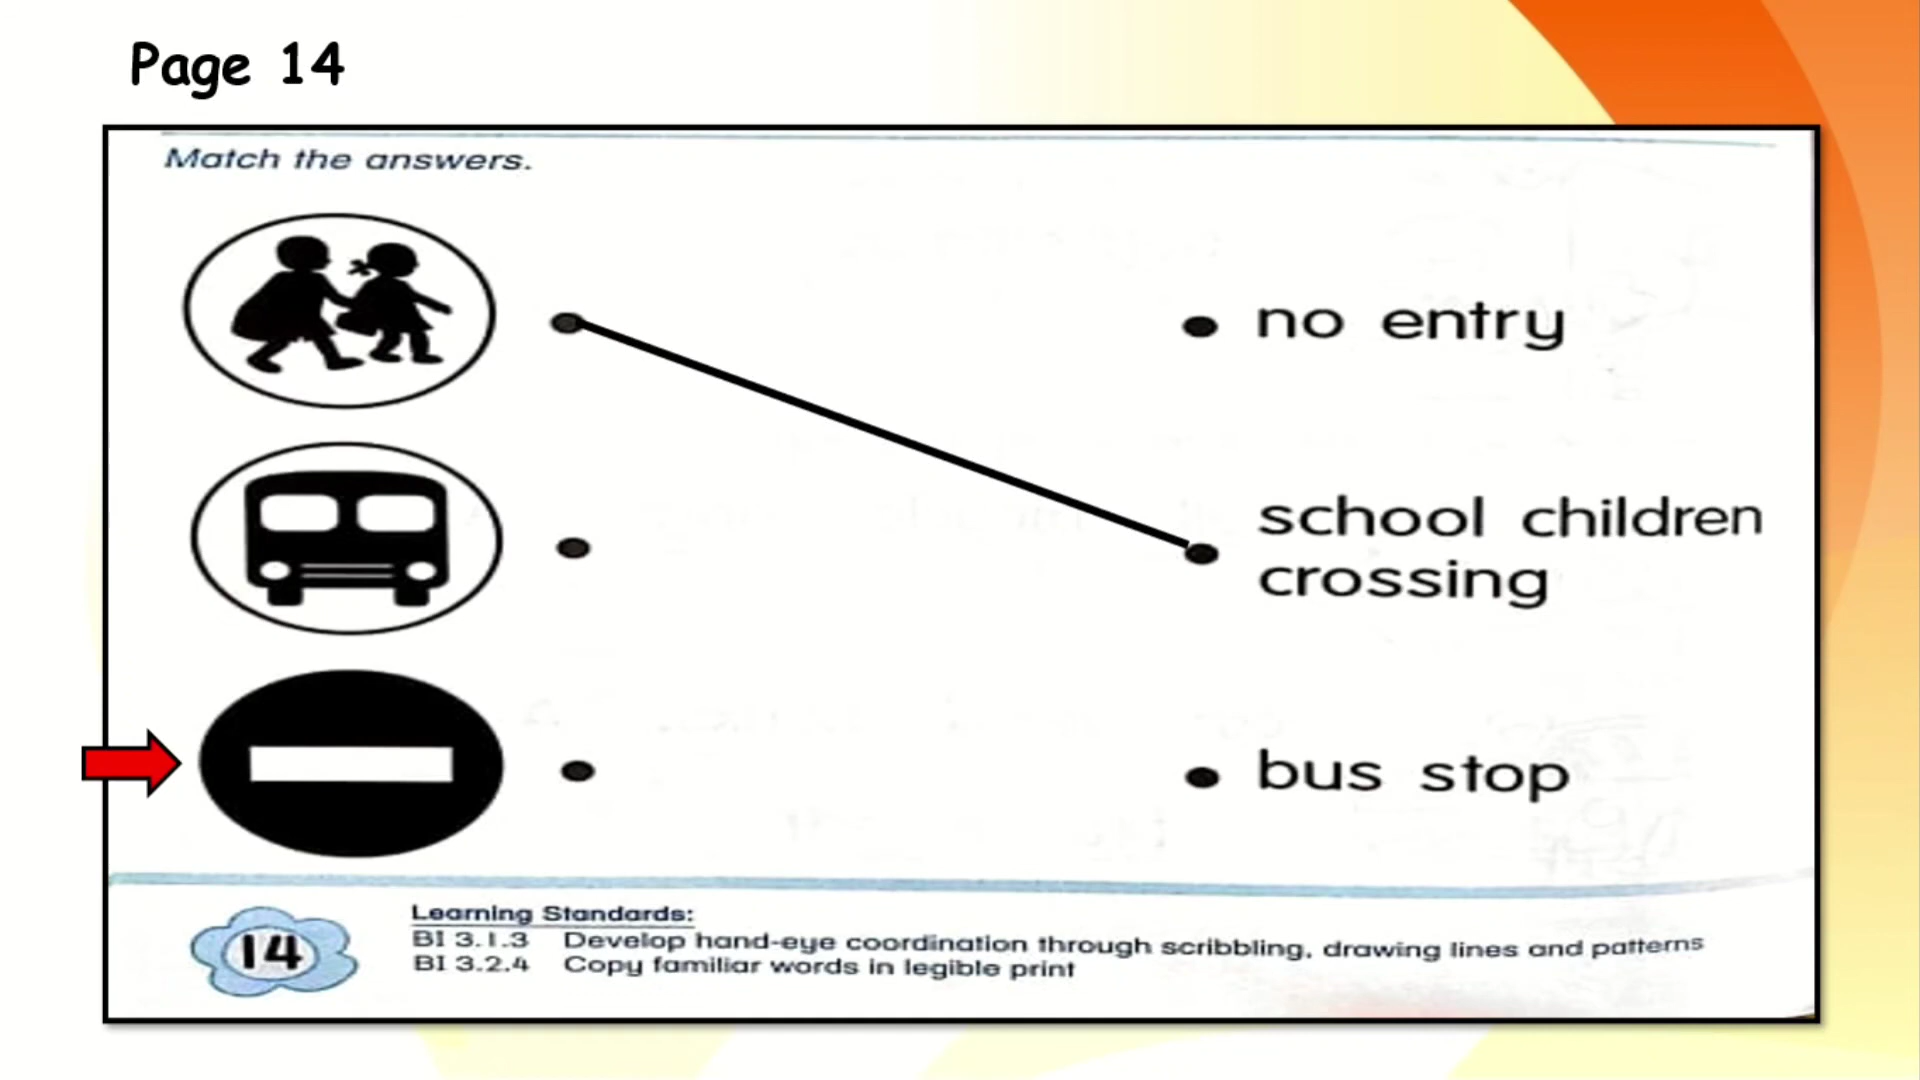 Page 14
Match the answers.
no entry
school children
crossing
bus stop
14
Learning Standards:
BI 3.1.3 Develop hand-eye coordination through scribbling, drawing lines and patterns
BI 3.2.4 Copy familiar words in legible print